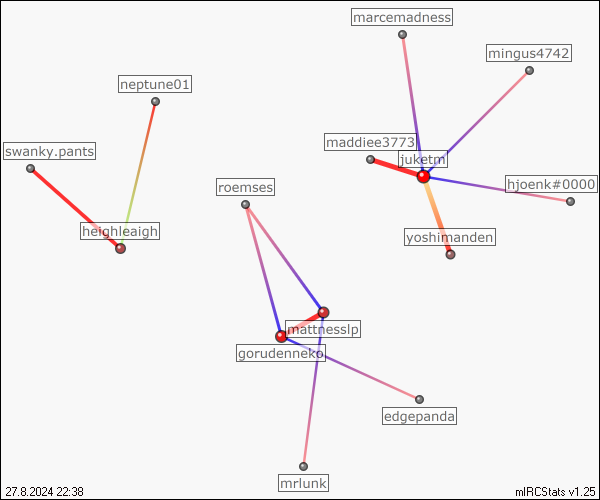 marcemadness
mingus4742
neptune01
maddiee3773
swanky.pants
juketm
hjoenk#0000
roemses
heighleaigh
yoshimanden
mattnesslp
gorudenneko
edgepanda
mrlunk
27.8.2024 22:38
mIRCStats v1.25